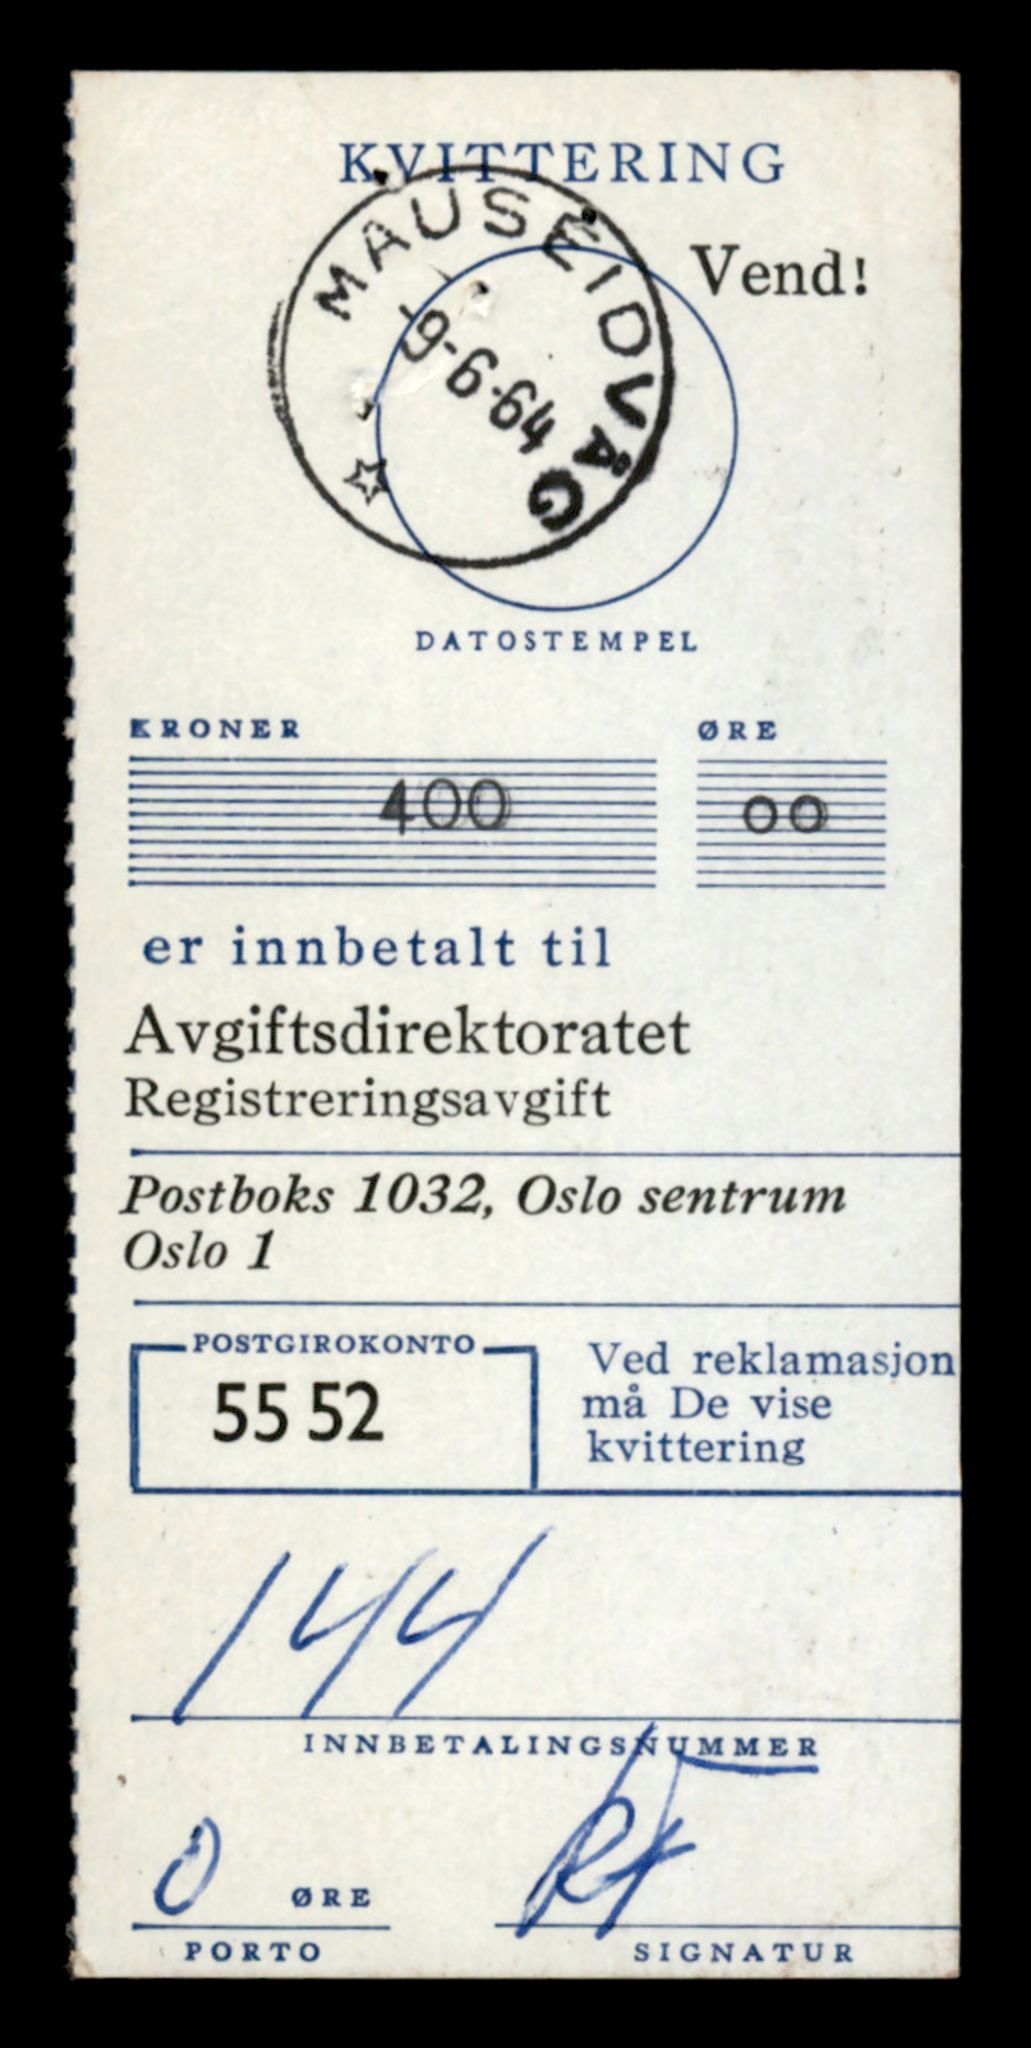 KVITTERING
MAUSEIDVÅG
9-6-64
Vend!
DATOSTEMPEL
KRONER ØRE
400 00
er innbetalt til
Avgiftsdirektoratet
Registreringsavgift
Postboks 1032, Oslo sentrum
Oslo 1
POSTGIROKONTO
55 52
Ved reklamasjon
må De vise
kvittering
144
INNBETALINGSNUMMER
0 ØRE
PORTO
SIGNATUR